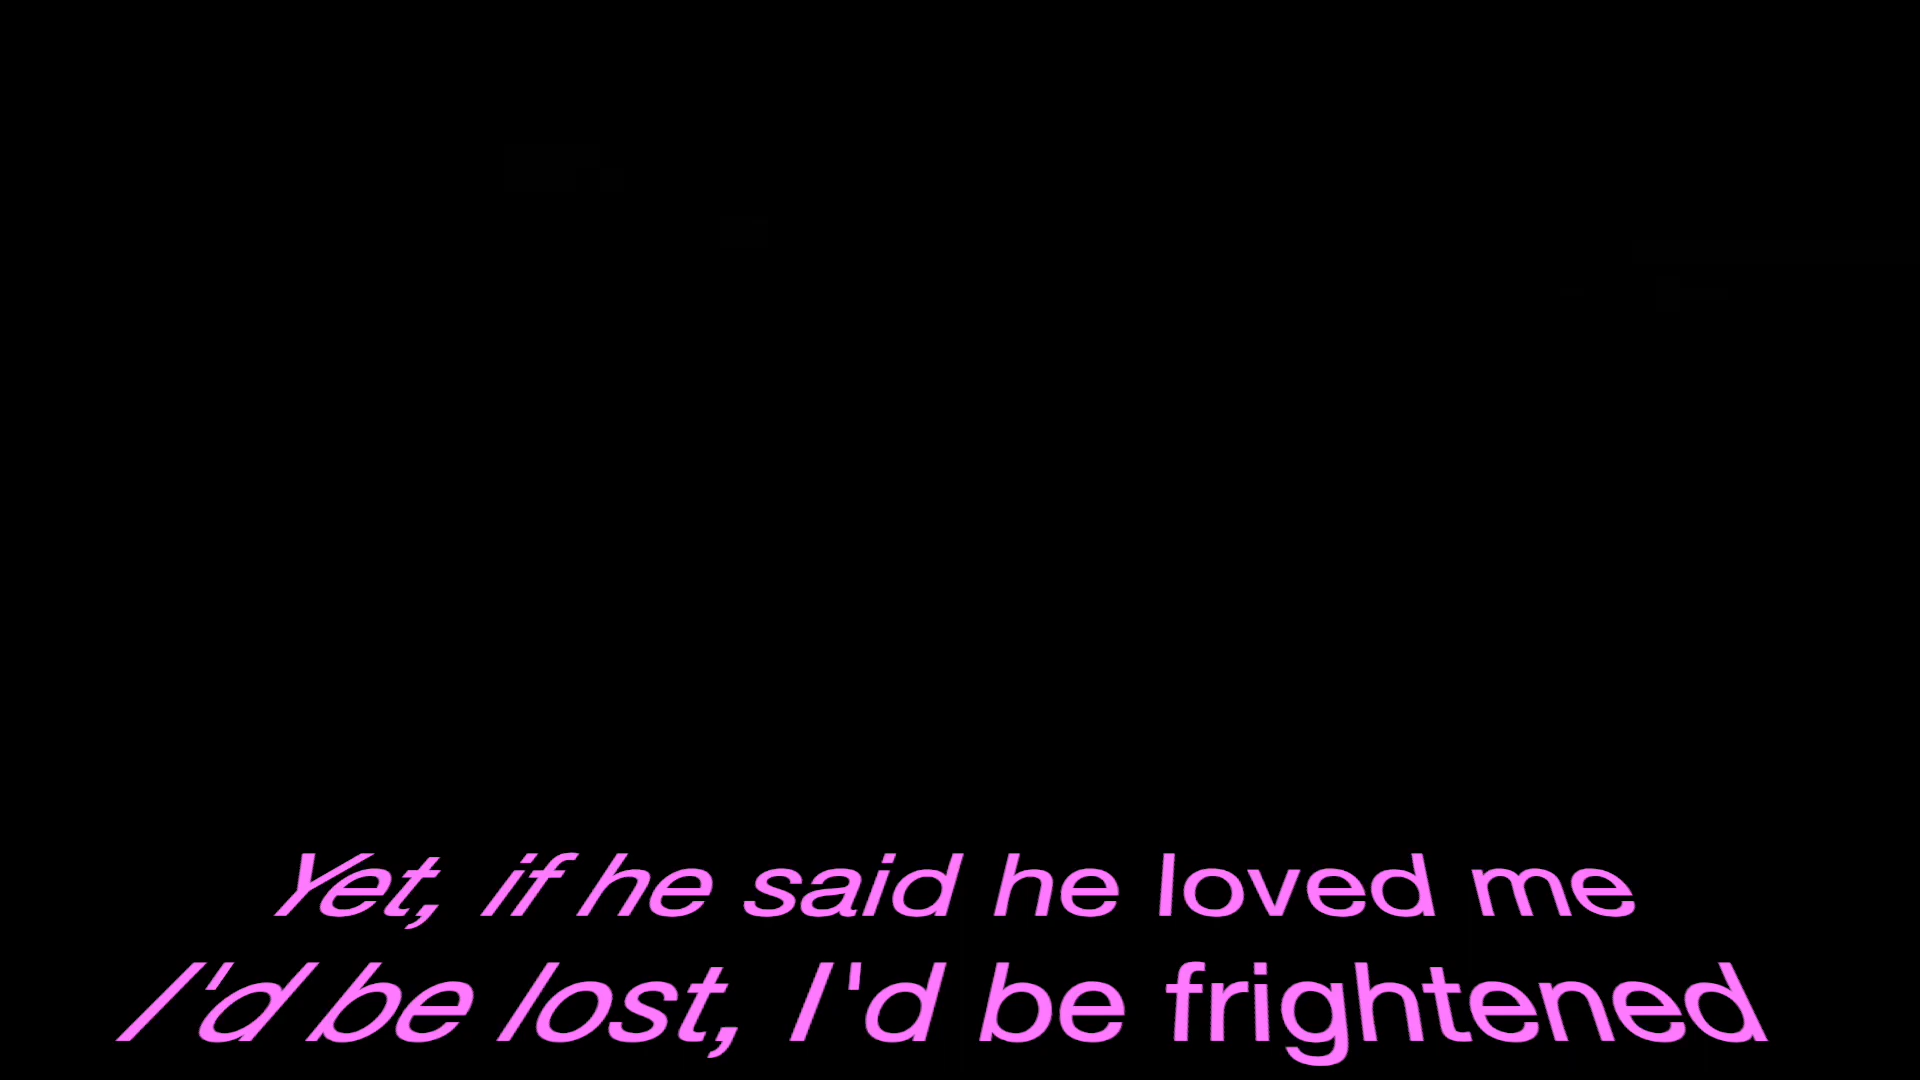 Yet, if he said he loved me
I'd be lost, I'd be frightened